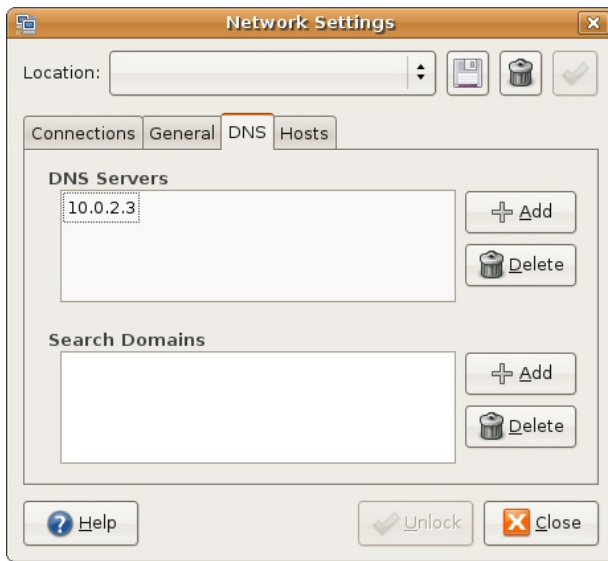 Network Settings
Location:
Connections General DNS Hosts
DNS Servers
10.0.2.3
Add
Delete
Search Domains
Add
Delete
Help Unlock Close